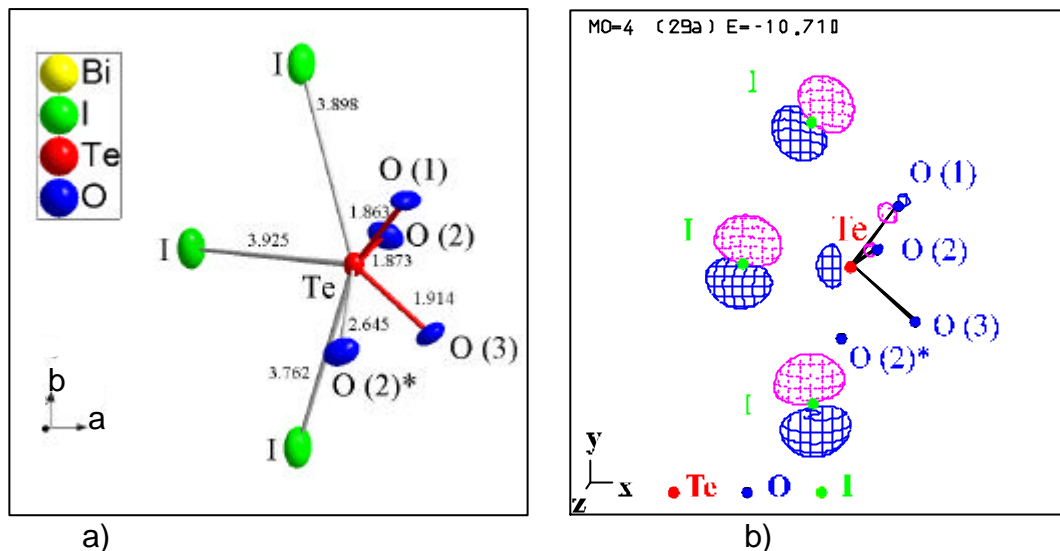 Bi
I
Te
O
I
3.898
O (1)
1.863
O (2)
1.873
3.925
I
Te
1.914
2.645
O (3)
3.762
O (2)*
I
b
a
a)
MO=4 (29a) E=-10.710
I
O (1)
I
Te
O (2)
O (3)
O (2)*
I
y
x
z
Te O I
b)